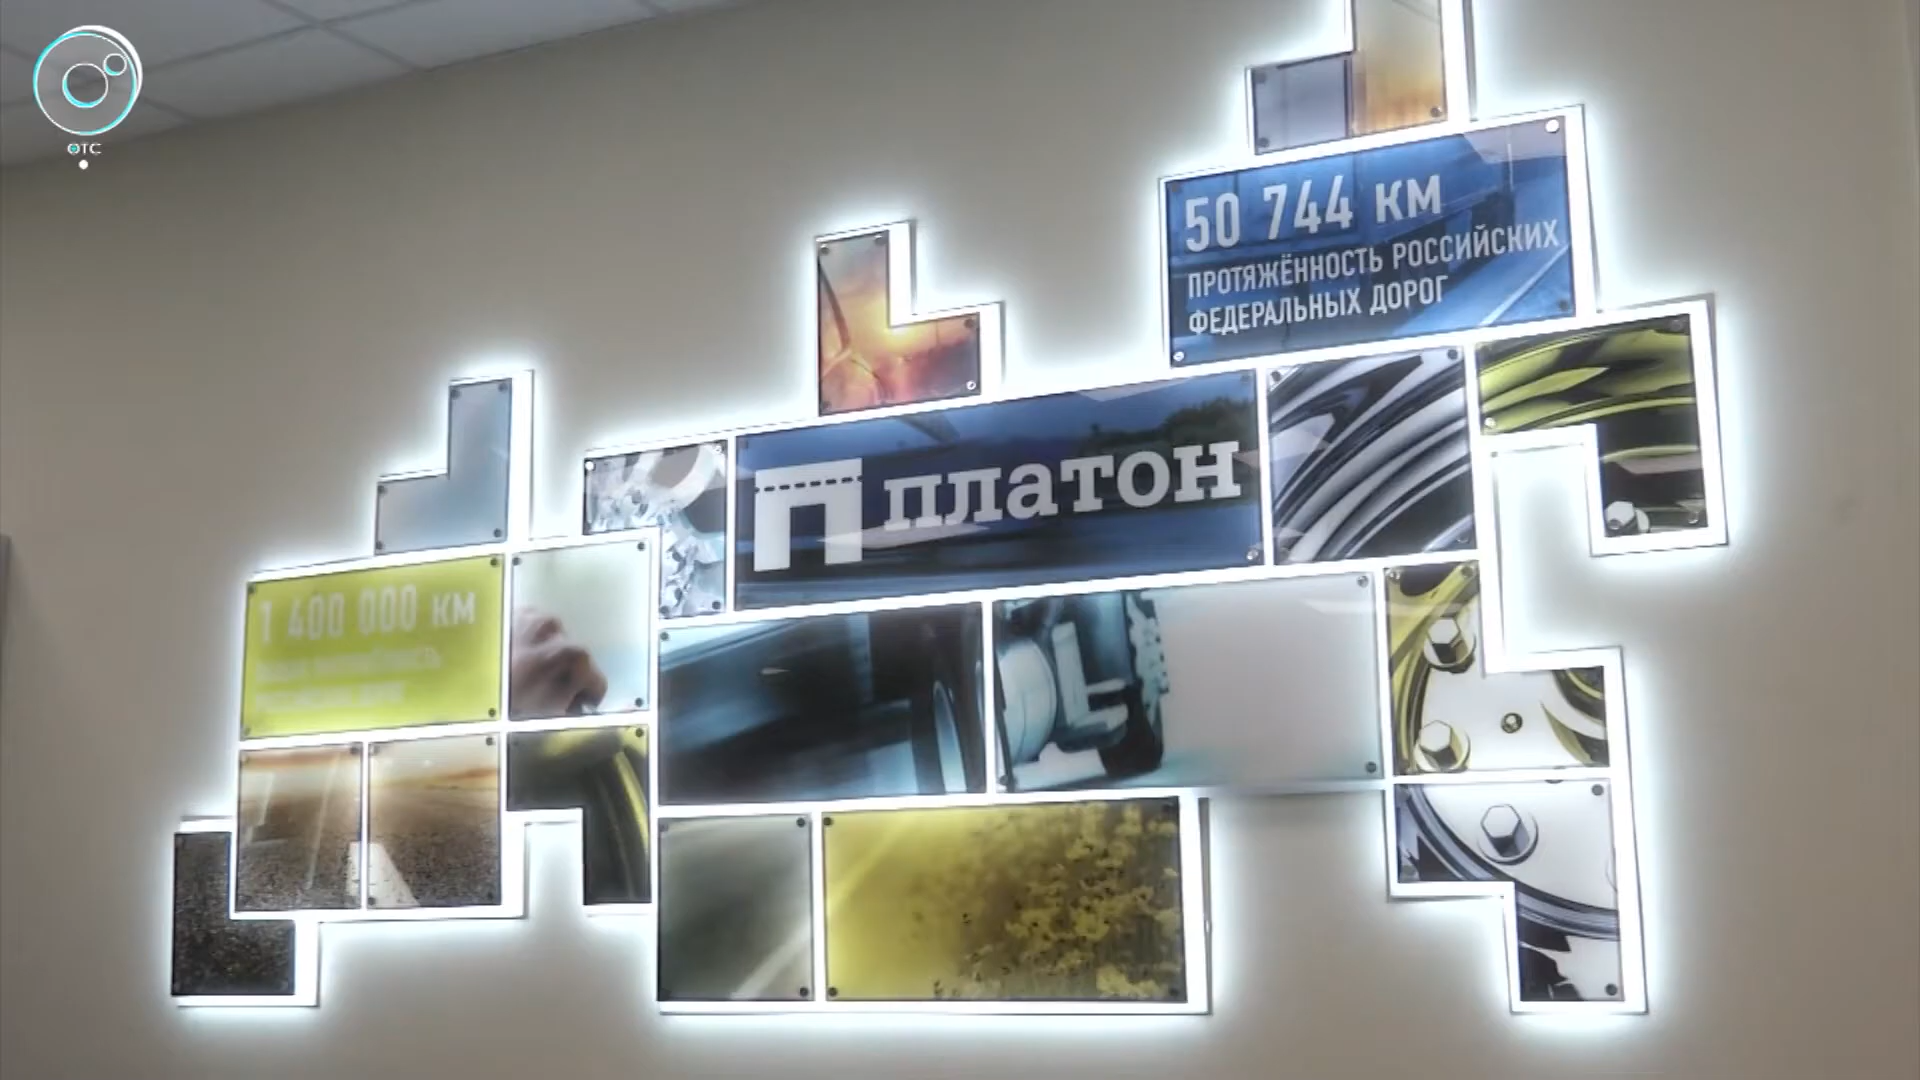 ОТС
50 744 км
ПРОТЯЖЁННОСТЬ РОССИЙСКИХ
ФЕДЕРАЛЬНЫХ ДОРОГ
платон
1 400 000 км